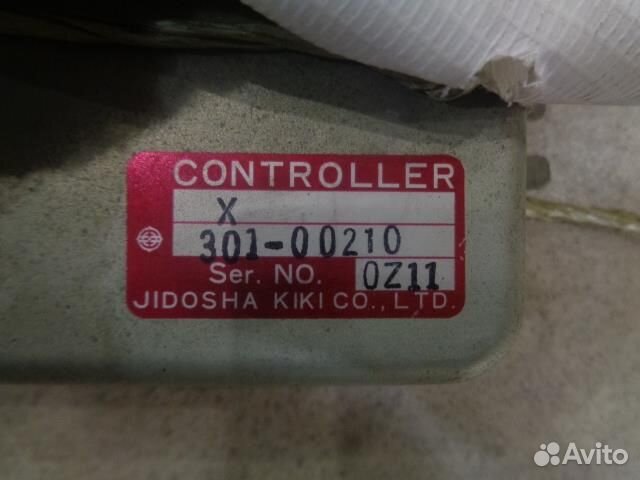 CONTROLLER
X
301-00210
Ser. NO. 0Z11
JIDOSHA KIKI CO., LTD.
Avito